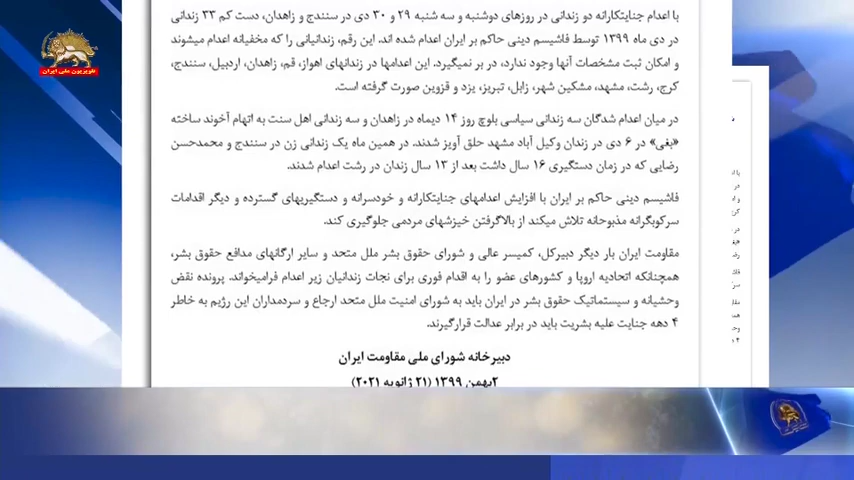 سیمای آزادی
تلویزیون ملی ایران
با اعدام جنایتکارانه دو زندانی در روزهای دوشنبه و سه شنبه ۲۹ و ۳۰ دی در سنندج و زاهدان، دست کم ۳۳ زندانی
در دی ماه ۱۳۹۹ توسط فاشیسم دینی حاکم بر ایران اعدام شده اند. این رقم، زندانیانی را که مخفیانه اعدام میشوند
و امکان ثبت مشخصات آنها وجود ندارد، در بر نمیگیرد. این اعدامها در زندانهای اهواز، قم، زاهدان، اردبیل، سنندج،
کرج، رشت، مشهد، مشکین شهر، زابل، تبریز، یزد و قزوین صورت گرفته است.
در میان اعدام شدگان سه زندانی سیاسی بلوچ روز ۱۴ دیماه در زاهدان و سه زندانی اهل سنت به اتهام آخوند ساخته
«بغی» در ۶ دی در زندان وکیل آباد مشهد حلق آویز شدند. در همین ماه یک زندانی زن در سنندج و محمدحسن
رضایی که در زمان دستگیری ۱۶ سال داشت بعد از ۱۳ سال زندان در رشت اعدام شدند.
فاشیسم دینی حاکم بر ایران با افزایش اعدامهای جنایتکارانه و خودسرانه و دستگیریهای گسترده و دیگر اقدامات
سرکوبگرانه مذبوحانه تلاش میکند از بالاگرفتن خیزشهای مردمی جلوگیری کند.
مقاومت ایران بار دیگر دبیرکل، کمیسر عالی و شورای حقوق بشر ملل متحد و سایر ارگانهای مدافع حقوق بشر،
همچنانکه اتحادیه اروپا و کشورهای عضو را به اقدام فوری برای نجات زندانیان زیر اعدام فرامیخواند. پرونده نقض
وحشیانه و سیستماتیک حقوق بشر در ایران باید به شورای امنیت ملل متحد ارجاع و سردمداران این رژیم به خاطر
۴ دهه جنایت علیه بشریت باید در برابر عدالت قرارگیرند.
دبیرخانه شورای ملی مقاومت ایران
۲بهمن ۱۳۹۹ (۲۱ ژانویه ۲۰۲۱)